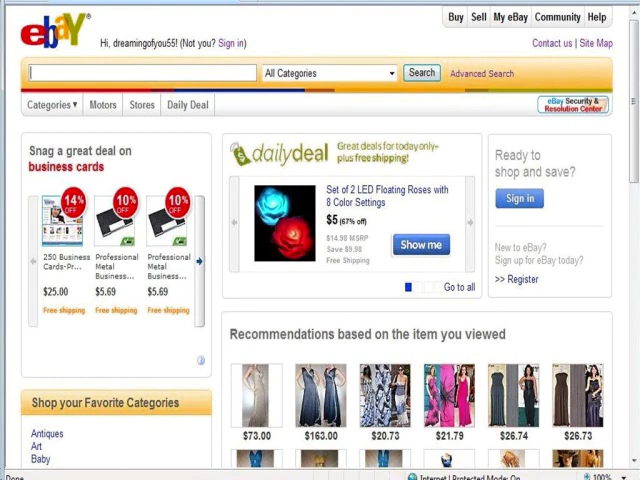 ebaY®
Buy Sell My eBay Community Help
Hi, dreamingofyou55! (Not you? Sign in)
Contact us | Site Map
All Categories
Search
Advanced Search
Categories▼ Motors Stores Daily Deal
eBay Security &
Resolution Center
Snag a great deal on
business cards
14%
OFF
10%
OFF
10%
OFF
250 Business
Cards-Pr...
$25.00
Free shipping
Professional
Metal
Business...
$5.69
Free shipping
Professional
Metal
Business...
$5.69
Free shipping
dailydeal
Great deals for today only–
plus free shipping!
Set of 2 LED Floating Roses with
8 Color Settings
$5 (67% off)
$14.98 MSRP
Save $9.98
Free Shipping
Show me
Go to all
Ready to
shop and save?
Sign in
New to eBay?
Sign up for eBay today?
>> Register
Recommendations based on the item you viewed
$73.00 $163.00 $20.73 $21.79 $26.74 $26.73
Shop your Favorite Categories
Antiques
Art
Baby
Done
Internet | Protected Mode: On
100%